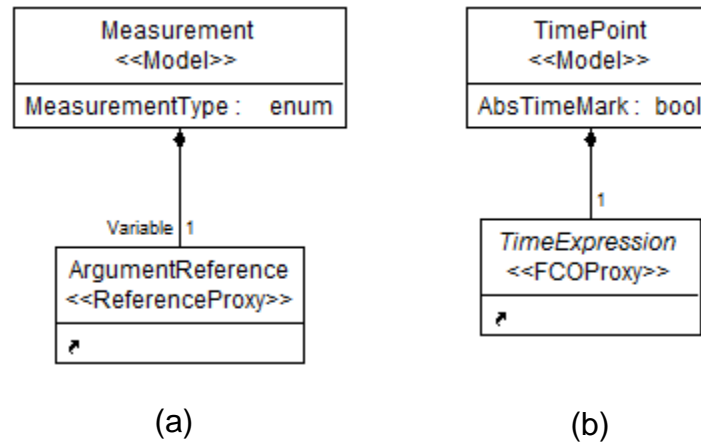 Measurement
<<Model>>
MeasurementType : enum
Variable 1
ArgumentReference
<<ReferenceProxy>>
(a)
TimePoint
<<Model>>
AbsTimeMark : bool
1
TimeExpression
<<FCOProxy>>
(b)